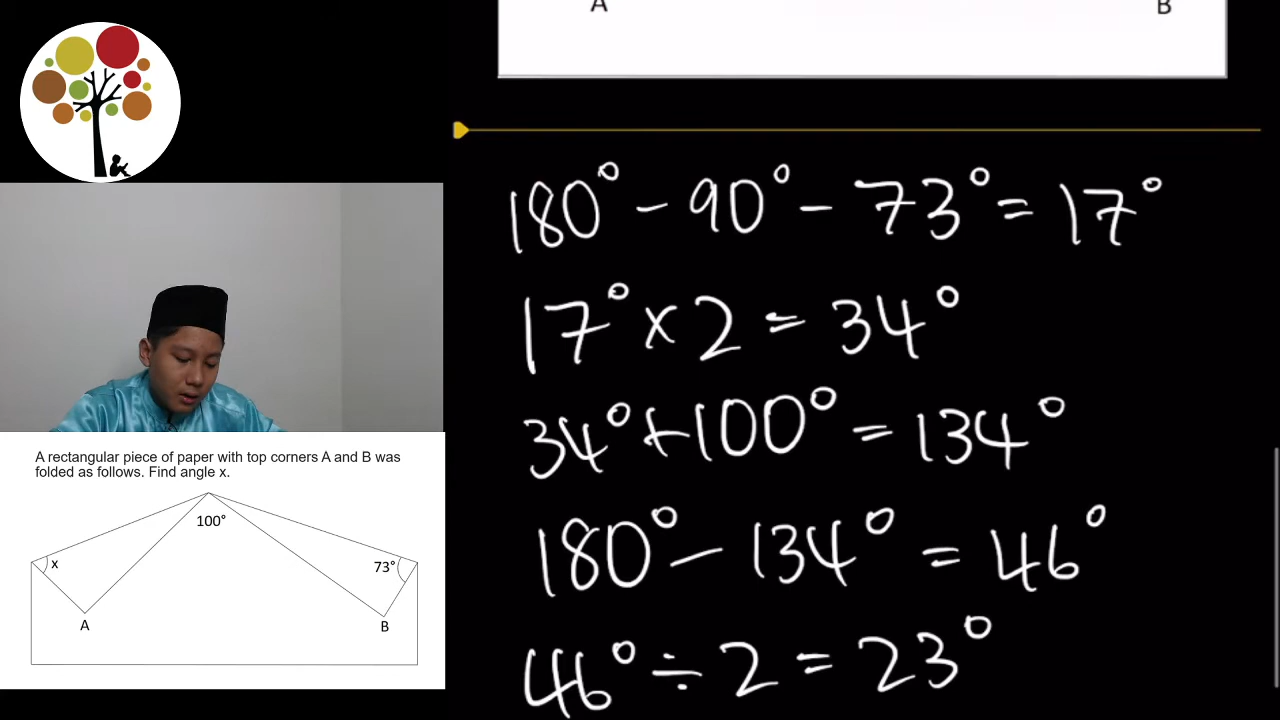 A B
180° - 90° - 73° = 17°
17° x 2 = 34°
34° + 100° = 134°
180° - 134° = 46°
46° ÷ 2 = 23°
A rectangular piece of paper with top corners A and B was
folded as follows. Find angle x.
100°
x 73°
A B